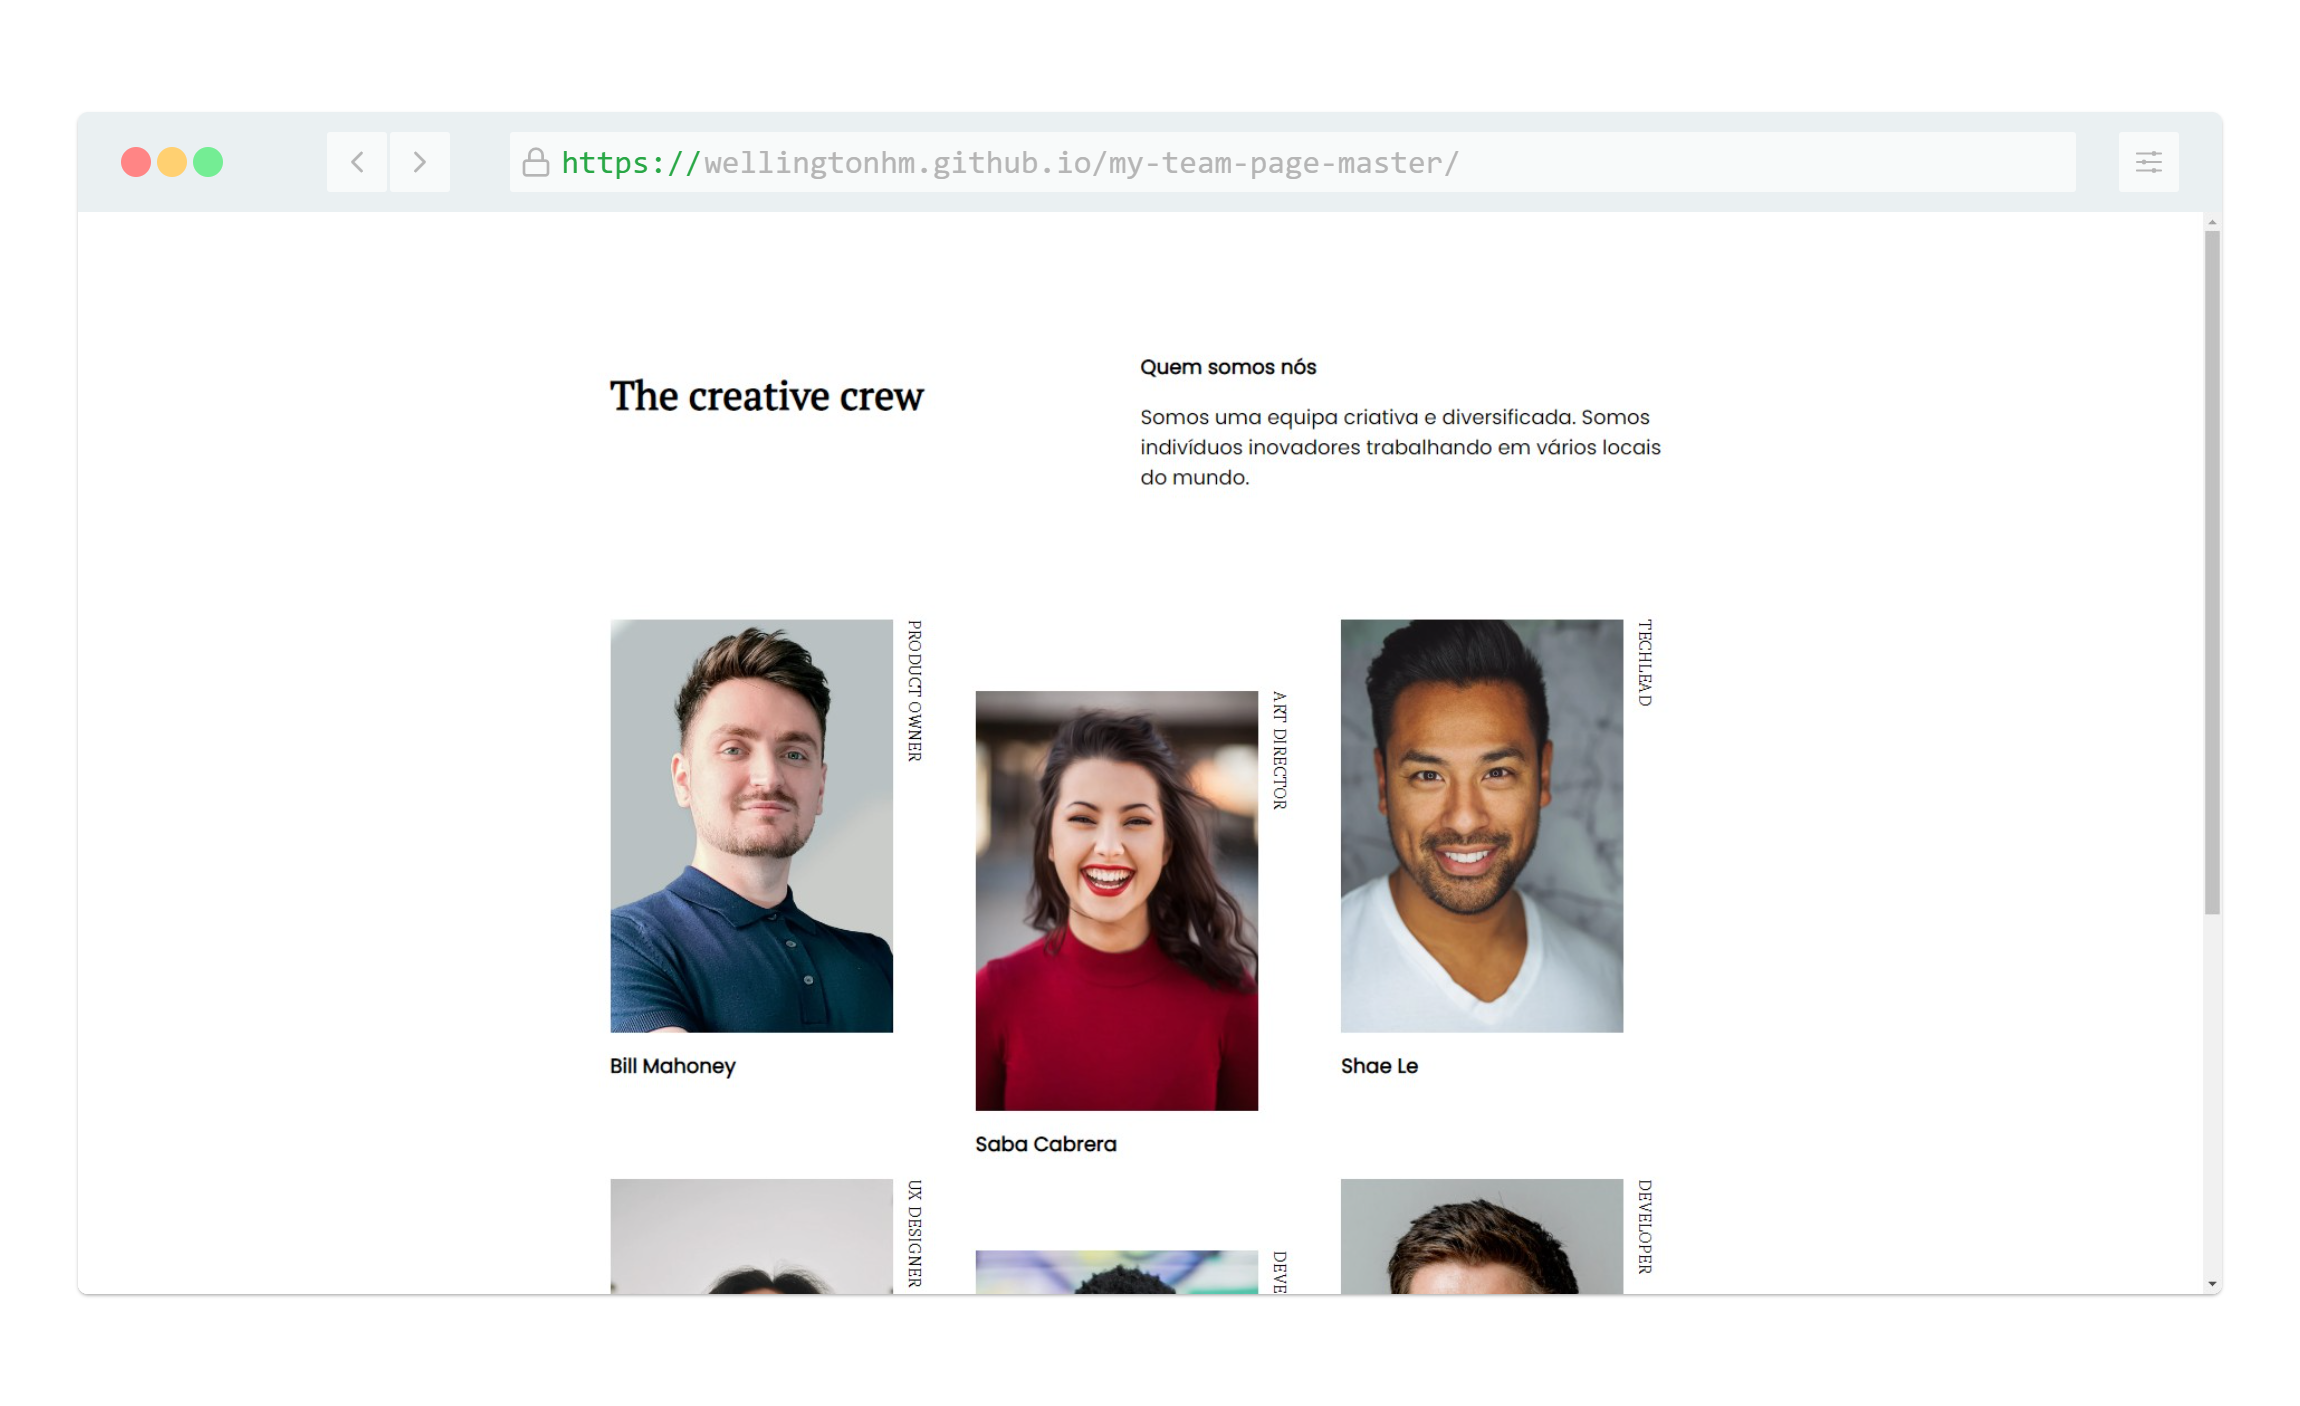 https://wellingtonhm.github.io/my-team-page-master/
The creative crew
Quem somos nós
Somos uma equipa criativa e diversificada. Somos
indivíduos inovadores trabalhando em vários locais
do mundo.
PRODUCT OWNER
Bill Mahoney
ART DIRECTOR
Saba Cabrera
TECHLEAD
Shae Le
UX DESIGNER
DEVE
DEVELOPER